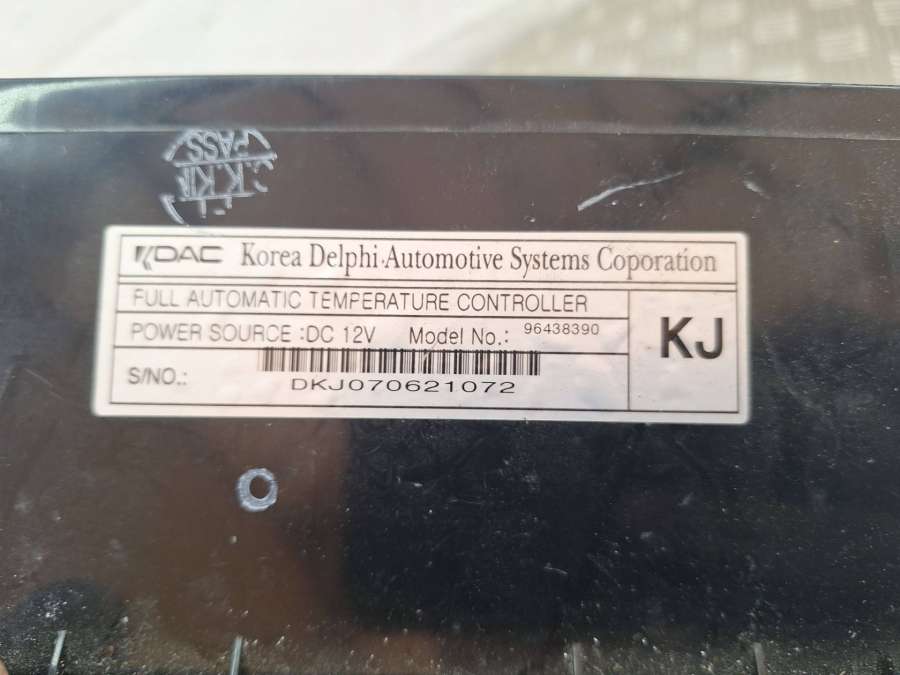 PASS
KDAC Korea Delphi Automotive Systems Coporation
FULL AUTOMATIC TEMPERATURE CONTROLLER
POWER SOURCE :DC 12V Model No.: 96438390
KJ
S/NO.:
DKJ070621072